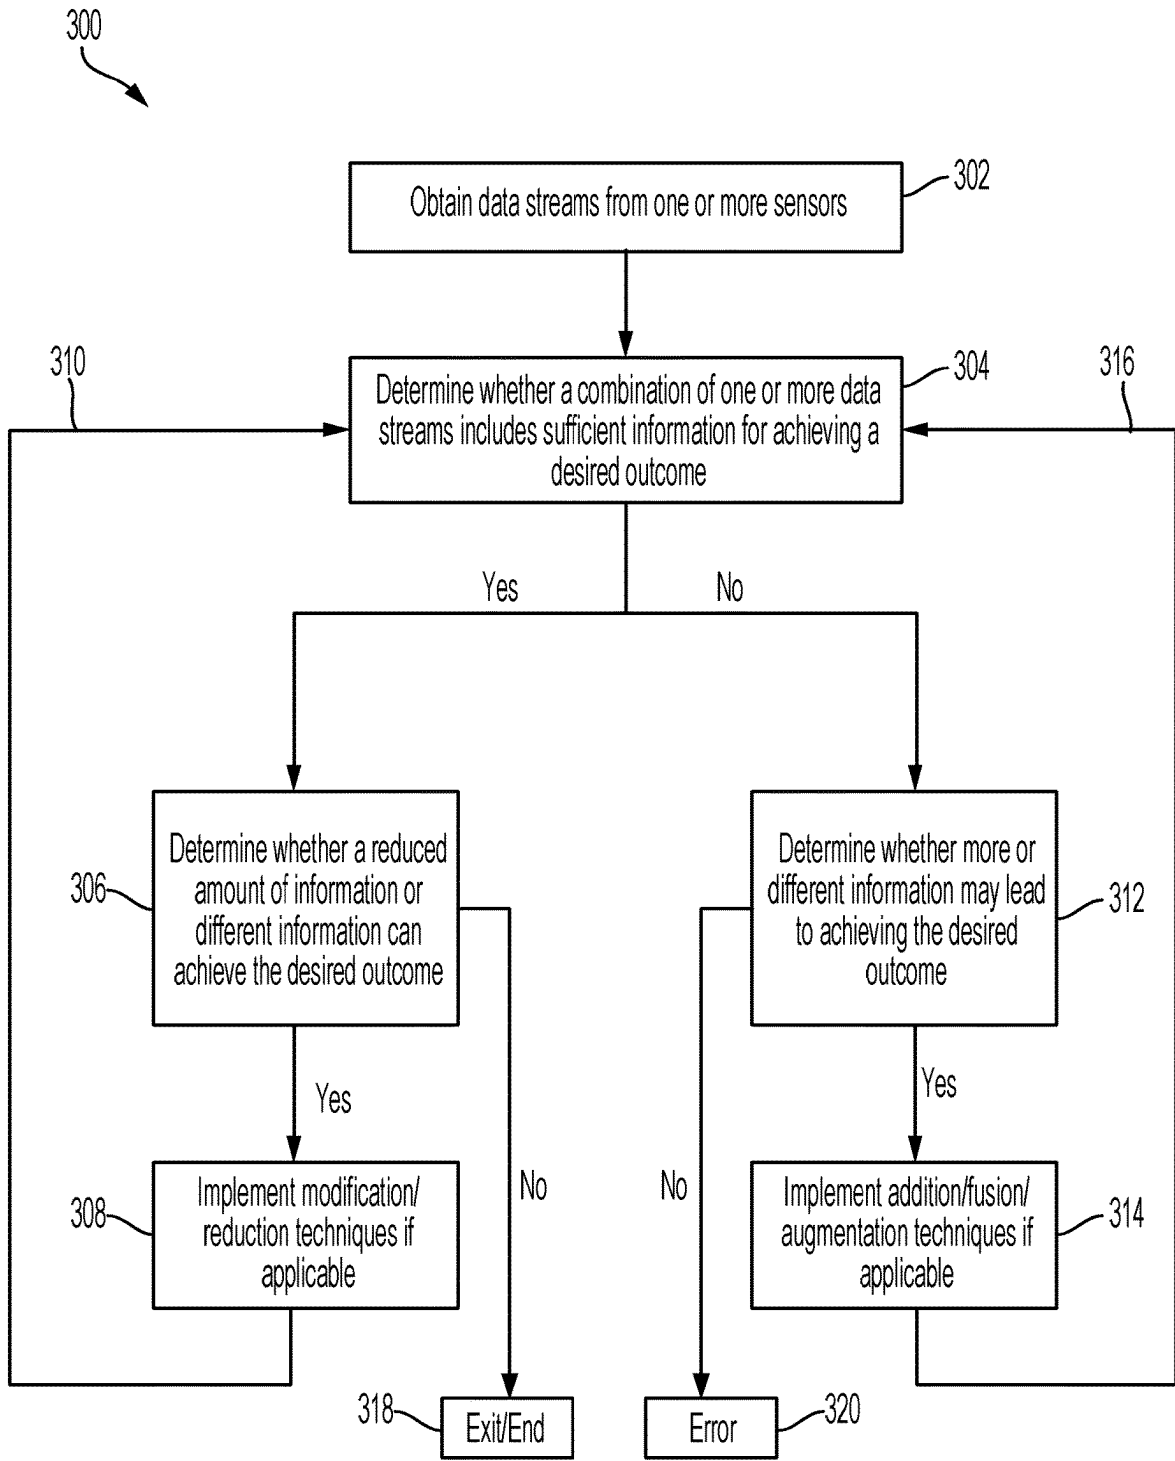 300
302
Obtain data streams from one or more sensors
310
304
316
Determine whether a combination of one or more data
streams includes sufficient information for achieving a
desired outcome
Yes
No
306
Determine whether a reduced
amount of information or
different information can
achieve the desired outcome
Determine whether more or
different information may lead
to achieving the desired
outcome
312
Yes
Yes
308
Implement modification/
reduction techniques if
applicable
No
No
Implement addition/fusion/
augmentation techniques if
applicable
314
318
Exit/End
Error
320